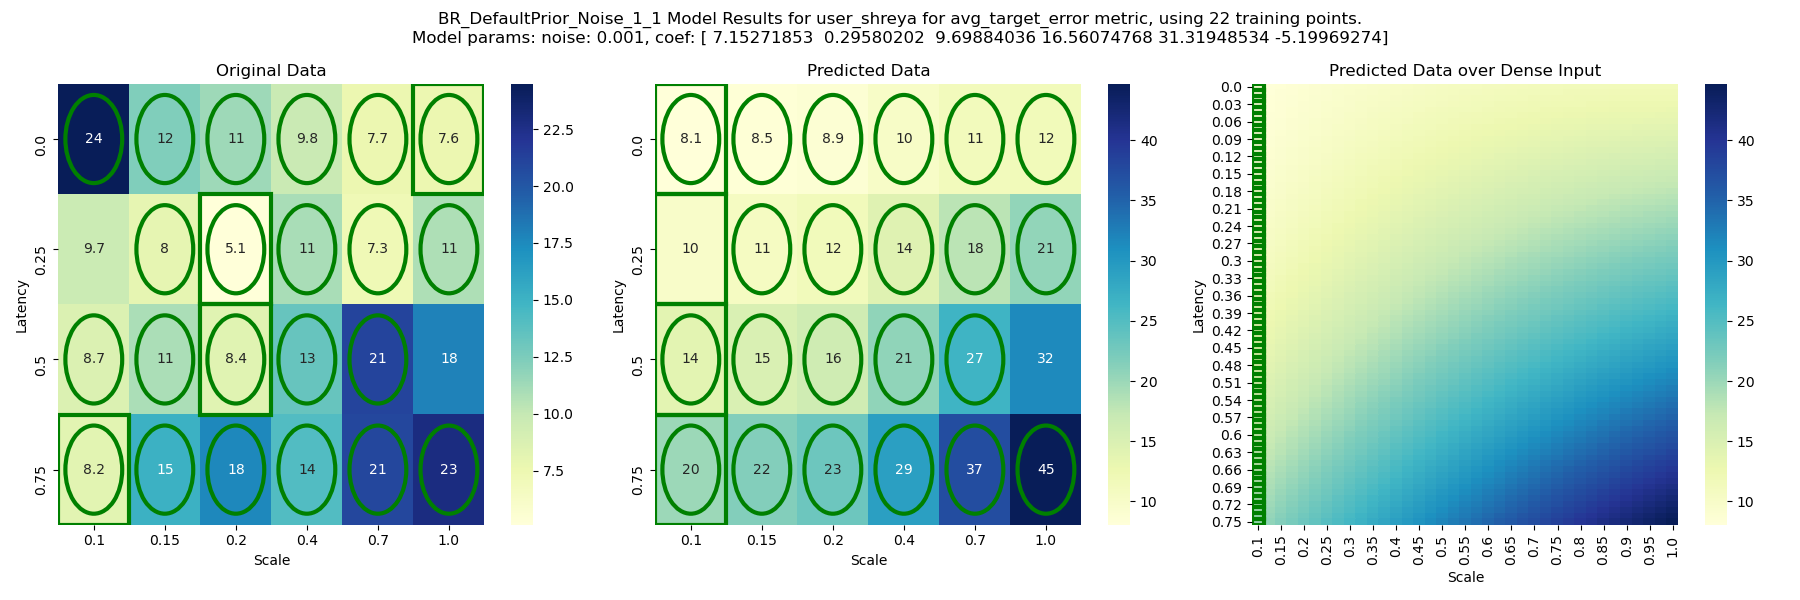 BR_DefaultPrior_Noise_1_1 Model Results for user_shreya for avg_target_error metric, using 22 training points.
Model params: noise: 0.001, coef: [ 7.15271853  0.29580202  9.69884036 16.56074768 31.31948534 -5.19969274]
Original Data
24 12 11 9.8 7.7 7.6
9.7 8 5.1 11 7.3 11
8.7 11 8.4 13 21 18
8.2 15 18 14 21 23
0.0
0.25
0.5
0.75
Latency
0.1 0.15 0.2 0.4 0.7 1.0
Scale
22.5
20.0
17.5
15.0
12.5
10.0
7.5
Predicted Data
8.1 8.5 8.9 10 11 12
10 11 12 14 18 21
14 15 16 21 27 32
20 22 23 29 37 45
0.0
0.25
0.5
0.75
Latency
0.1 0.15 0.2 0.4 0.7 1.0
Scale
40
35
30
25
20
15
10
Predicted Data over Dense Input
0.0
0.03
0.06
0.09
0.12
0.15
0.18
0.21
0.24
0.27
0.3
0.33
0.36
0.39
0.42
0.45
0.48
0.51
0.54
0.57
0.6
0.63
0.66
0.69
0.72
0.75
Latency
0.1 0.15 0.2 0.25 0.3 0.35 0.4 0.45 0.5 0.55 0.6 0.65 0.7 0.75 0.8 0.85 0.9 0.95 1.0
Scale
40
35
30
25
20
15
10